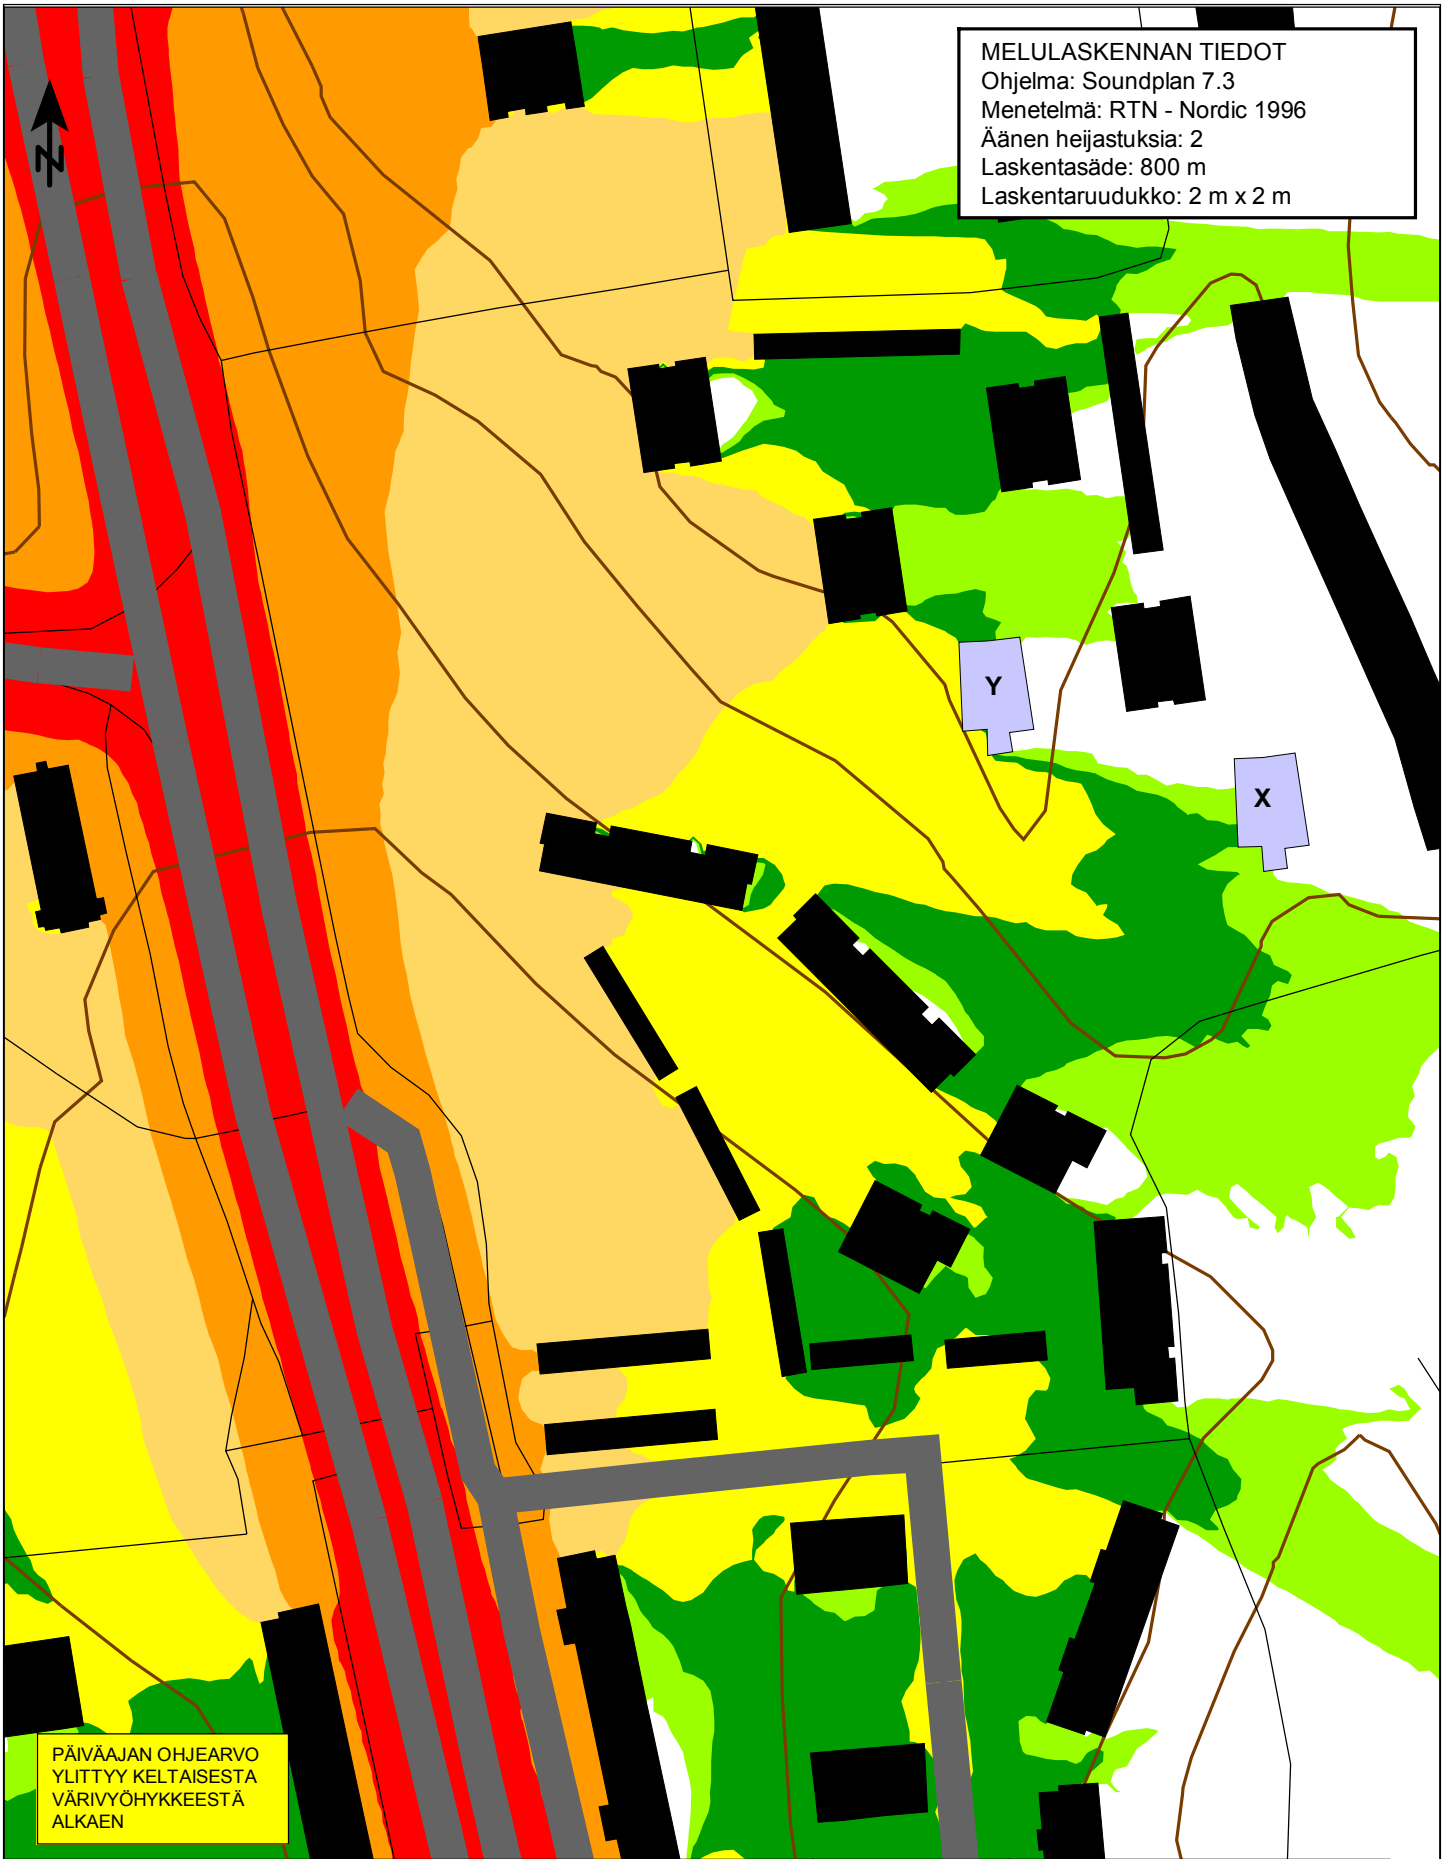 MELULASKENNAN TIEDOT
Ohjelma: Soundplan 7.3
Menetelmä: RTN - Nordic 1996
Äänen heijastuksia: 2
Laskentasäde: 800 m
Laskentaruudukko: 2 m x 2 m
N
Y
X
PÄIVÄAJAN OHJEARVO
YLITTYY KELTAISESTA
VÄRIVYÖHYKKEESTÄ
ALKAEN